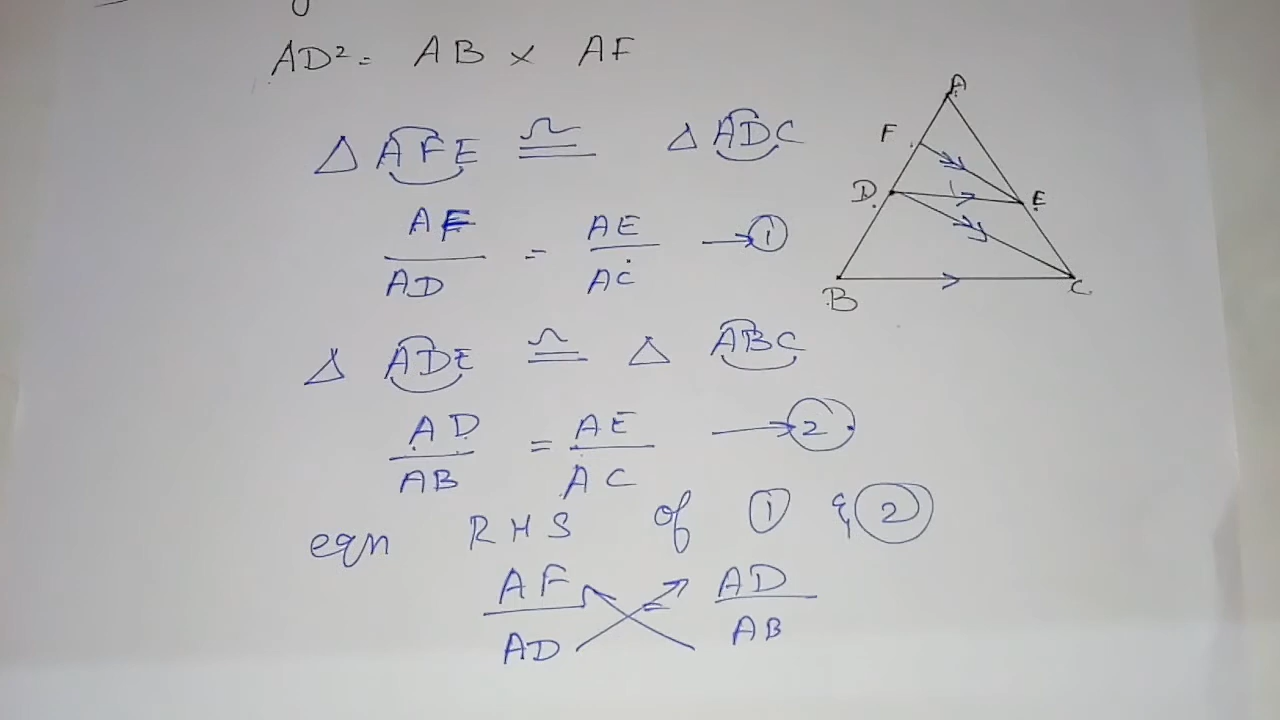 AD² = AB × AF
△ AFE ≅ △ ADC
AF/AD = AE/AC → ①
△ ADE ≅ △ ABC
AD/AB = AE/AC → ②
eqn RHS of ① & ②
AF/AD = AD/AB
A
F
D
E
B
C